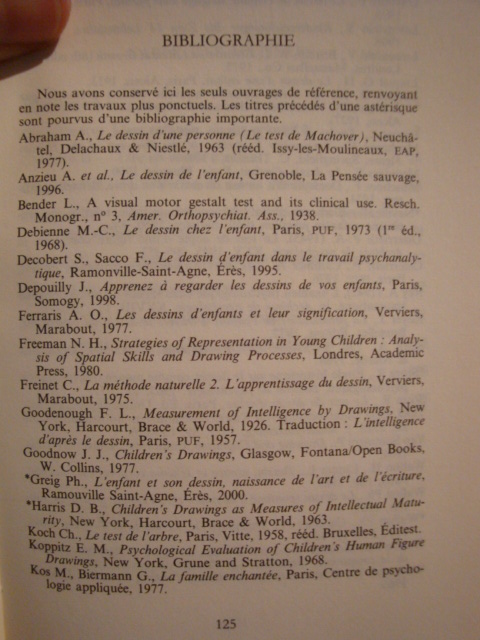 BIBLIOGRAPHIE
Nous avons conservé ici les seuls ouvrages de référence, renvoyant
en note les travaux plus ponctuels. Les titres précédés d'une astérisque
sont pourvus d'une bibliographie importante.
Abraham A., Le dessin d'une personne (Le test de Machover), Neuchâ-
tel, Delachaux & Niestlé, 1963 (rééd. Issy-les-Moulineaux, EAP,
1977).
Anzieu A. et al., Le dessin de l'enfant, Grenoble, La Pensée sauvage,
1996.
Bender L., A visual motor gestalt test and its clinical use. Resch.
Monogr., nº 3, Amer. Orthopsychiat. Ass., 1938.
Debienne M.-C., Le dessin chez l'enfant, Paris, PUF, 1973 (1re éd.,
1968).
Decobert S., Sacco F., Le dessin d'enfant dans le travail psychanaly-
tique, Ramonville-Saint-Agne, Érès, 1995.
Depouilly J., Apprenez à regarder les dessins de vos enfants, Paris,
Somogy, 1998.
Ferraris A. O., Les dessins d'enfants et leur signification, Verviers,
Marabout, 1977.
Freeman N. H., Strategies of Representation in Young Children : Analy-
sis of Spatial Skills and Drawing Processes, Londres, Academic
Press, 1980.
Freinet C., La méthode naturelle 2. L'apprentissage du dessin, Verviers,
Marabout, 1975.
Goodenough F. L., Measurement of Intelligence by Drawings, New
York, Harcourt, Brace & World, 1926. Traduction : L'intelligence
d'après le dessin, Paris, PUF, 1957.
Goodnow J. J., Children's Drawings, Glasgow, Fontana/Open Books,
W. Collins, 1977.
*Greig Ph., L'enfant et son dessin, naissance de l'art et de l'écriture,
Ramouville Saint-Agne, Érès, 2000.
*Harris D. B., Children's Drawings as Measures of Intellectual Matu-
rity, New York, Harcourt, Brace & World, 1963.
Koch Ch., Le test de l'arbre, Paris, Vitte, 1958, rééd. Bruxelles, Éditest.
Koppitz E. M., Psychological Evaluation of Children's Human Figure
Drawings, New York, Grune and Stratton, 1968.
Kos M., Biermann G., La famille enchantée, Paris, Centre de psycho-
logie appliquée, 1977.
125